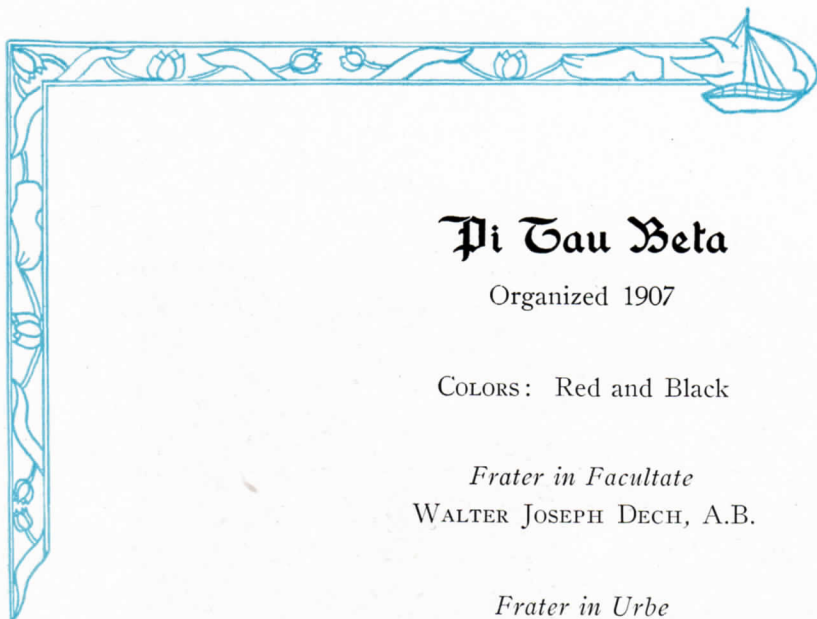 Pi Tau Beta
Organized 1907
COLORS: Red and Black
Frater in Facultate
WALTER JOSEPH DECH, A.B.
Frater in Urbe